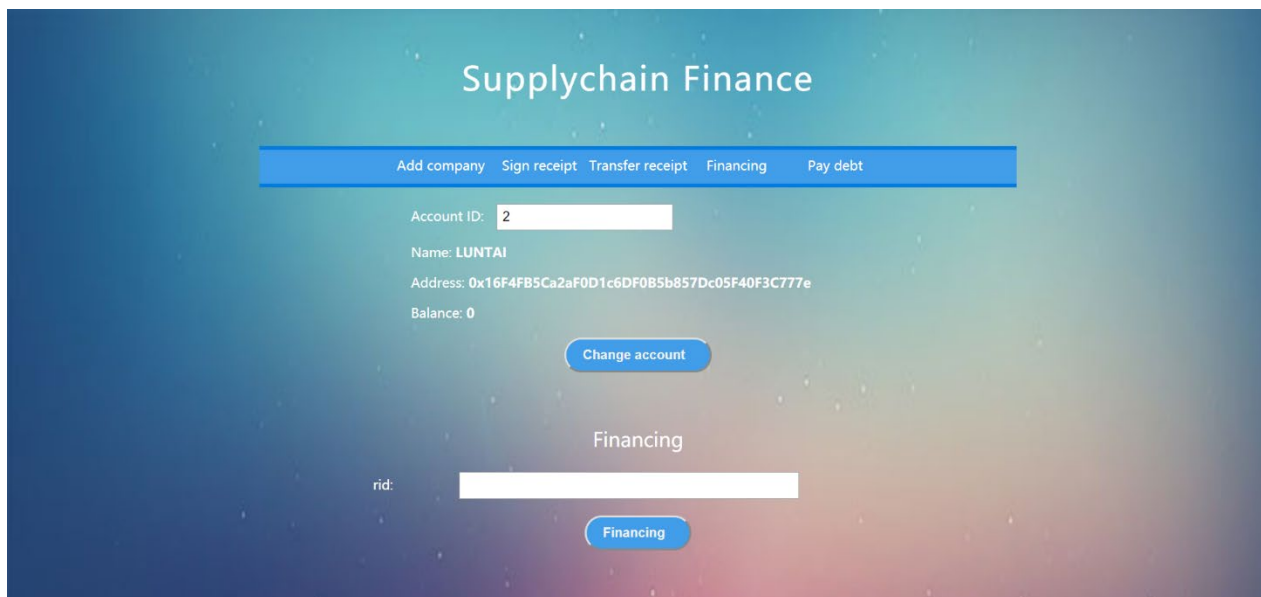 Supplychain Finance
Add company Sign receipt Transfer receipt Financing Pay debt
Account ID: 2
Name: LUNTAI
Address: 0x16F4FB5Ca2aF0D1c6DF0B5b857Dc05F40F3C777e
Balance: 0
Change account
Financing
rid:
Financing